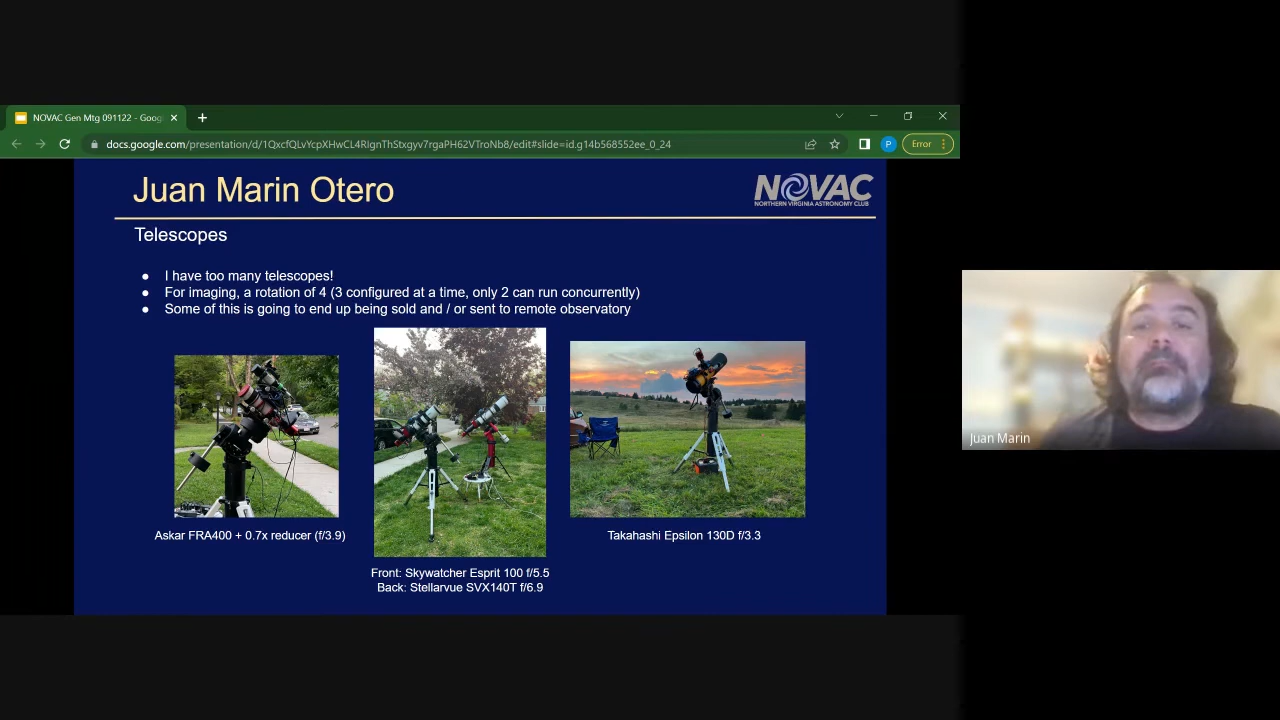 NOVAC Gen Mtg 091122 - Goog
docs.google.com/presentation/d/1QxcfQLvYcpXHwCL4RIgnThStxgyv7rgaPH62VTroNb8/edit#slide=id.g14b568552ee_0_24
P
Error
Juan Marin Otero
NOVAC
NORTHERN VIRGINIA ASTRONOMY CLUB
Telescopes
● I have too many telescopes!
● For imaging, a rotation of 4 (3 configured at a time, only 2 can run concurrently)
● Some of this is going to end up being sold and / or sent to remote observatory
Askar FRA400 + 0.7x reducer (f/3.9)
Takahashi Epsilon 130D f/3.3
Front: Skywatcher Esprit 100 f/5.5
Back: Stellarvue SVX140T f/6.9
Juan Marin